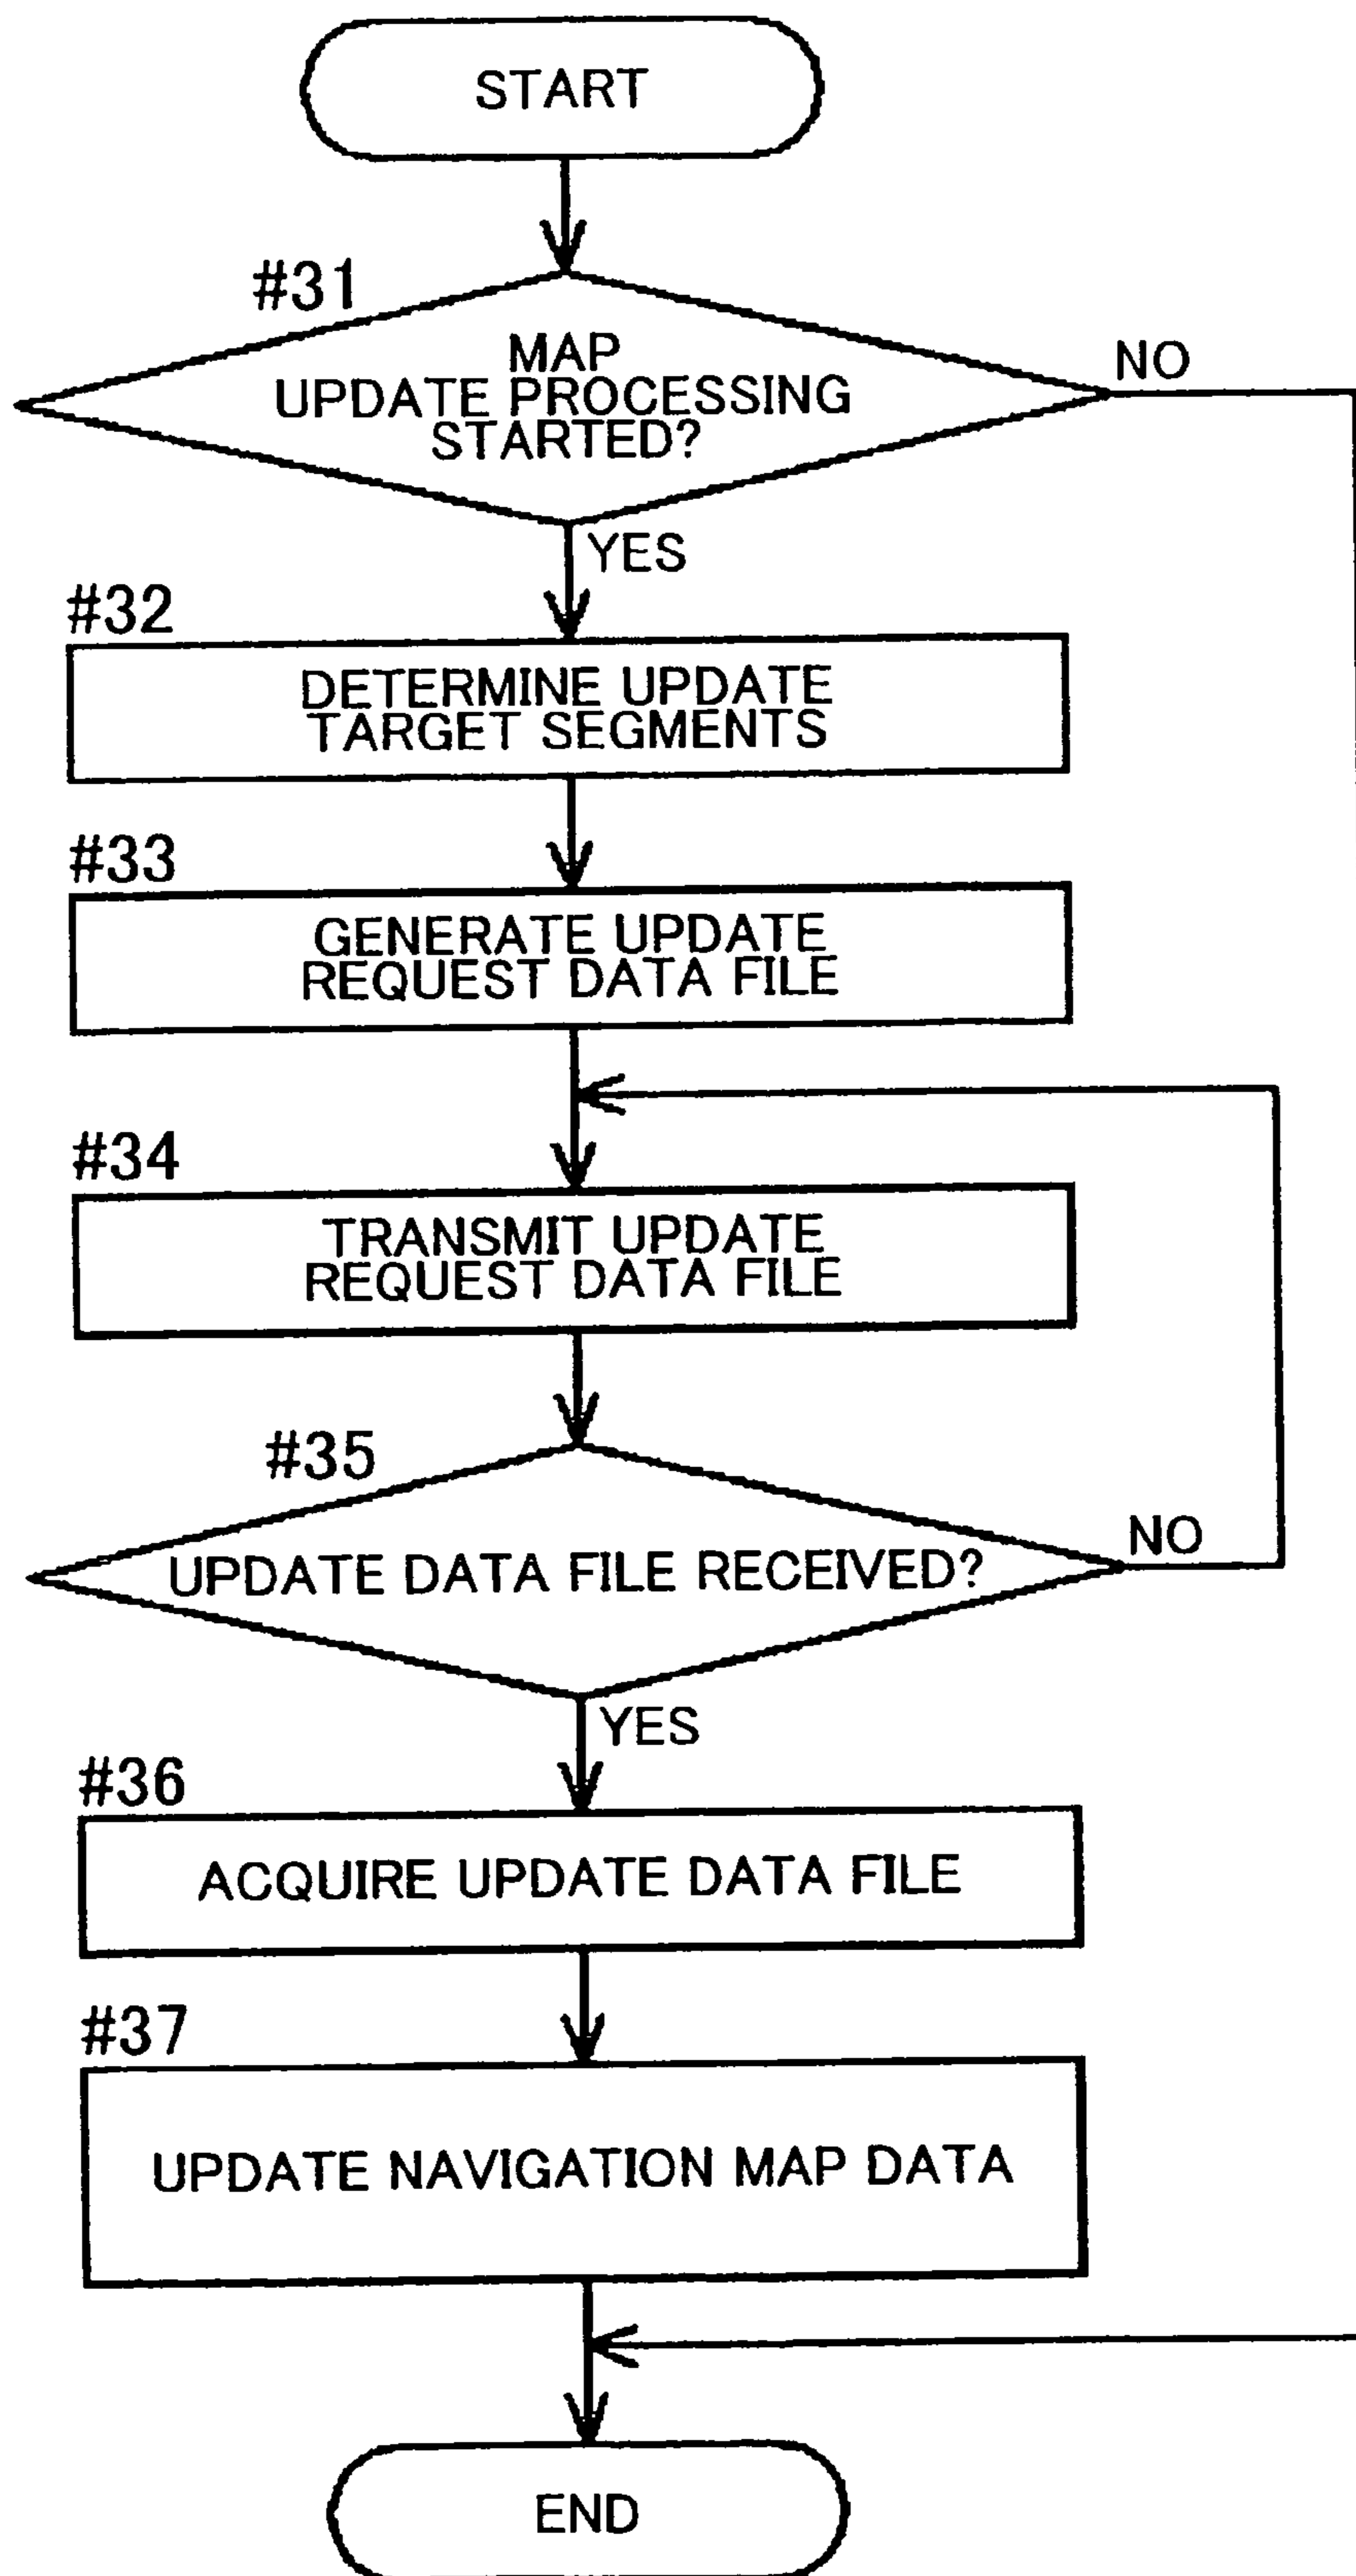 START
#31
MAP
UPDATE PROCESSING
STARTED?
NO
YES
#32
DETERMINE UPDATE
TARGET SEGMENTS
#33
GENERATE UPDATE
REQUEST DATA FILE
#34
TRANSMIT UPDATE
REQUEST DATA FILE
#35
UPDATE DATA FILE RECEIVED?
NO
YES
#36
ACQUIRE UPDATE DATA FILE
#37
UPDATE NAVIGATION MAP DATA
END